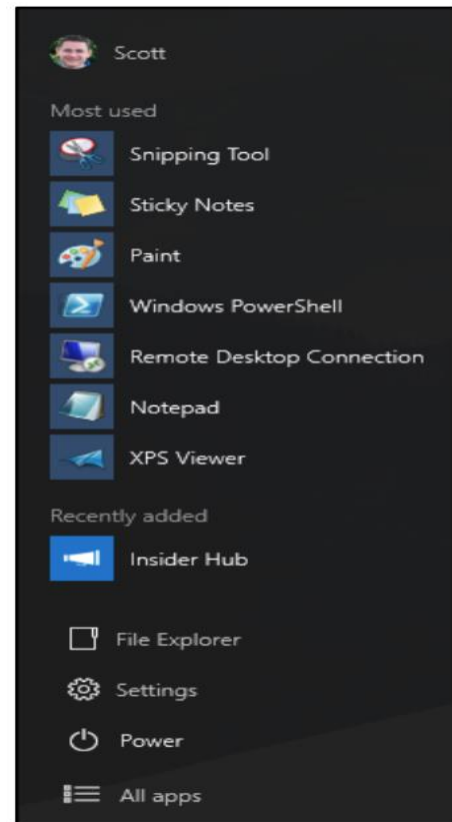 Scott
Most used
Snipping Tool
Sticky Notes
Paint
Windows PowerShell
Remote Desktop Connection
Notepad
XPS Viewer
Recently added
Insider Hub
File Explorer
Settings
Power
All apps